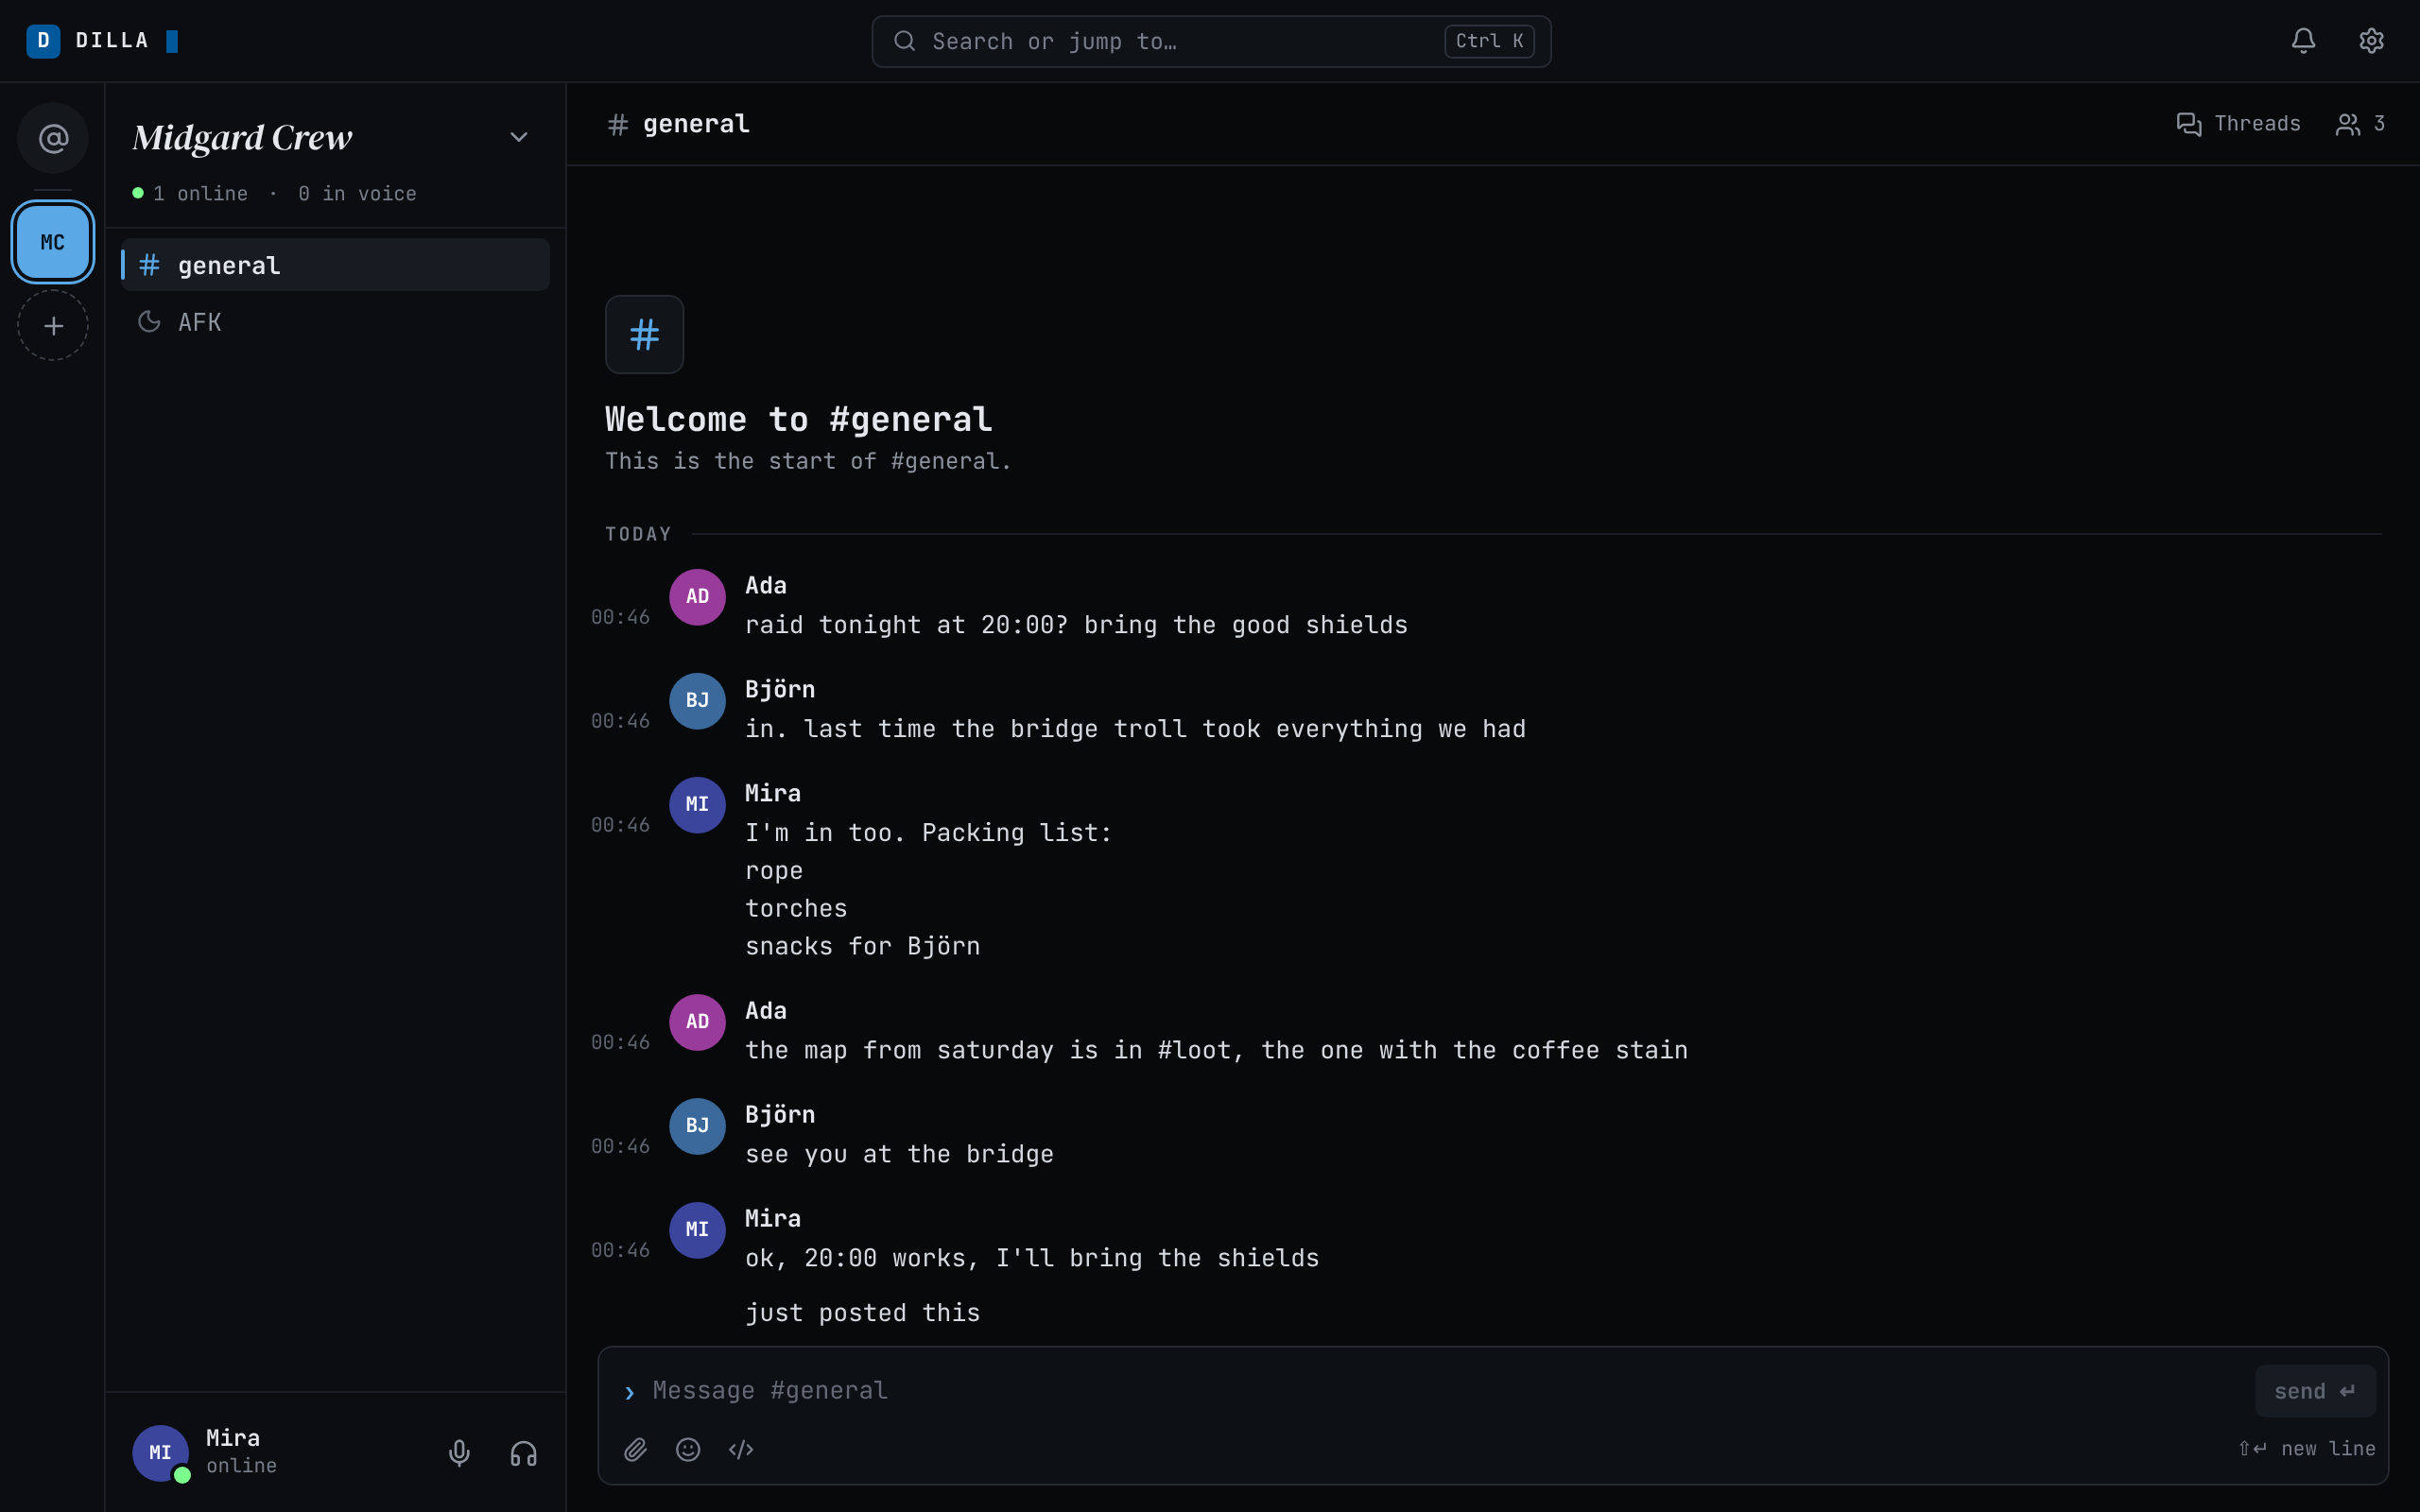 D DILLA
Search or jump to… Ctrl K
@
MC
Midgard Crew
1 online · 0 in voice
# general
AFK
# general
Threads 3
#
Welcome to #general
This is the start of #general.
TODAY
AD Ada
00:46 raid tonight at 20:00? bring the good shields
BJ Björn
00:46 in. last time the bridge troll took everything we had
MI Mira
00:46 I'm in too. Packing list:
rope
torches
snacks for Björn
AD Ada
00:46 the map from saturday is in #loot, the one with the coffee stain
BJ Björn
00:46 see you at the bridge
MI Mira
00:46 ok, 20:00 works, I'll bring the shields
just posted this
› Message #general
send ↵
⇧↵ new line
MI Mira
online